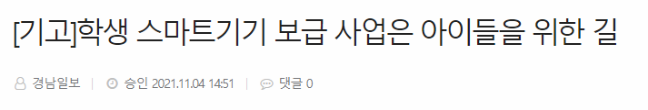 [기고]학생 스마트기기 보급 사업은 아이들을 위한 길
경남일보 | 승인 2021.11.04 14:51 | 댓글 0